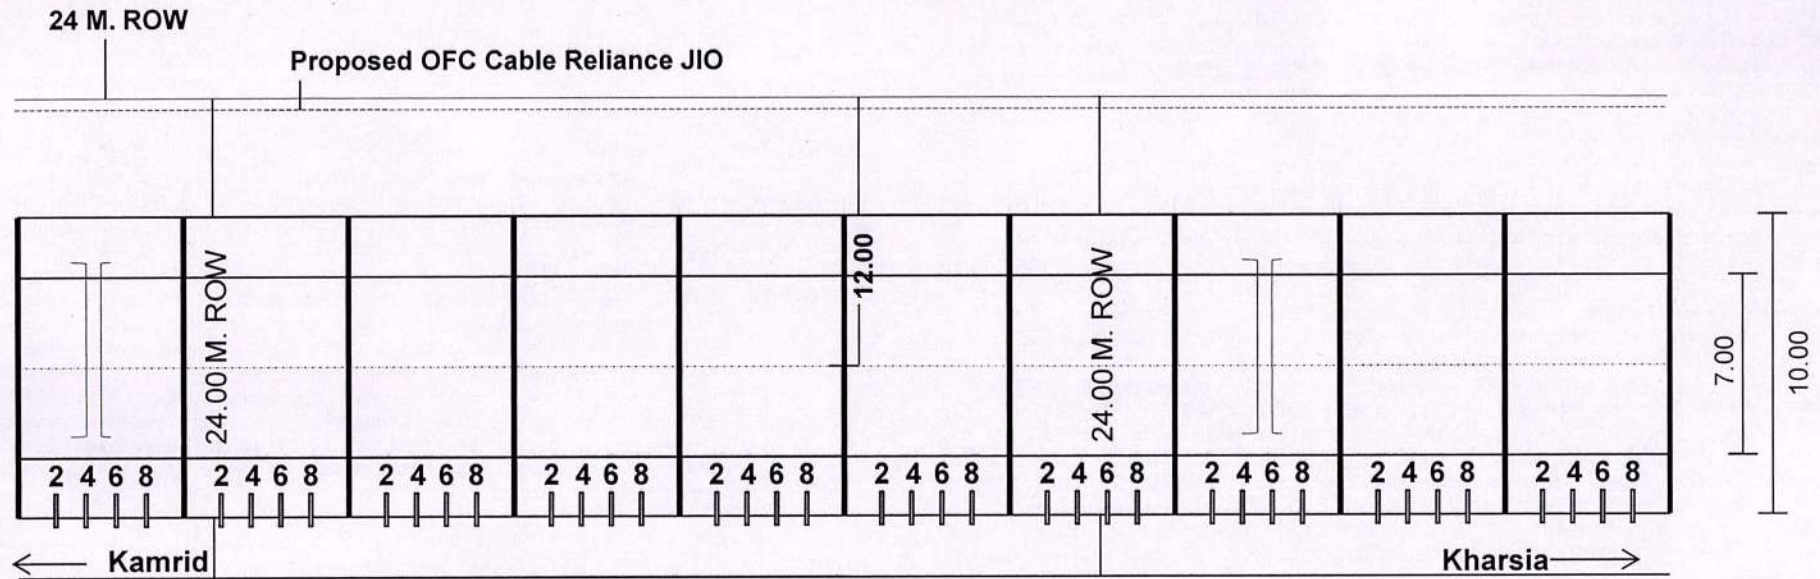 24 M. ROW
Proposed OFC Cable Reliance JIO
24.00 M. ROW
12.00
24.00 M. ROW
7.00
10.00
2 4 6 8 2 4 6 8 2 4 6 8 2 4 6 8 2 4 6 8 2 4 6 8 2 4 6 8 2 4 6 8 2 4 6 8 2 4 6 8
Kamrid
Kharsia